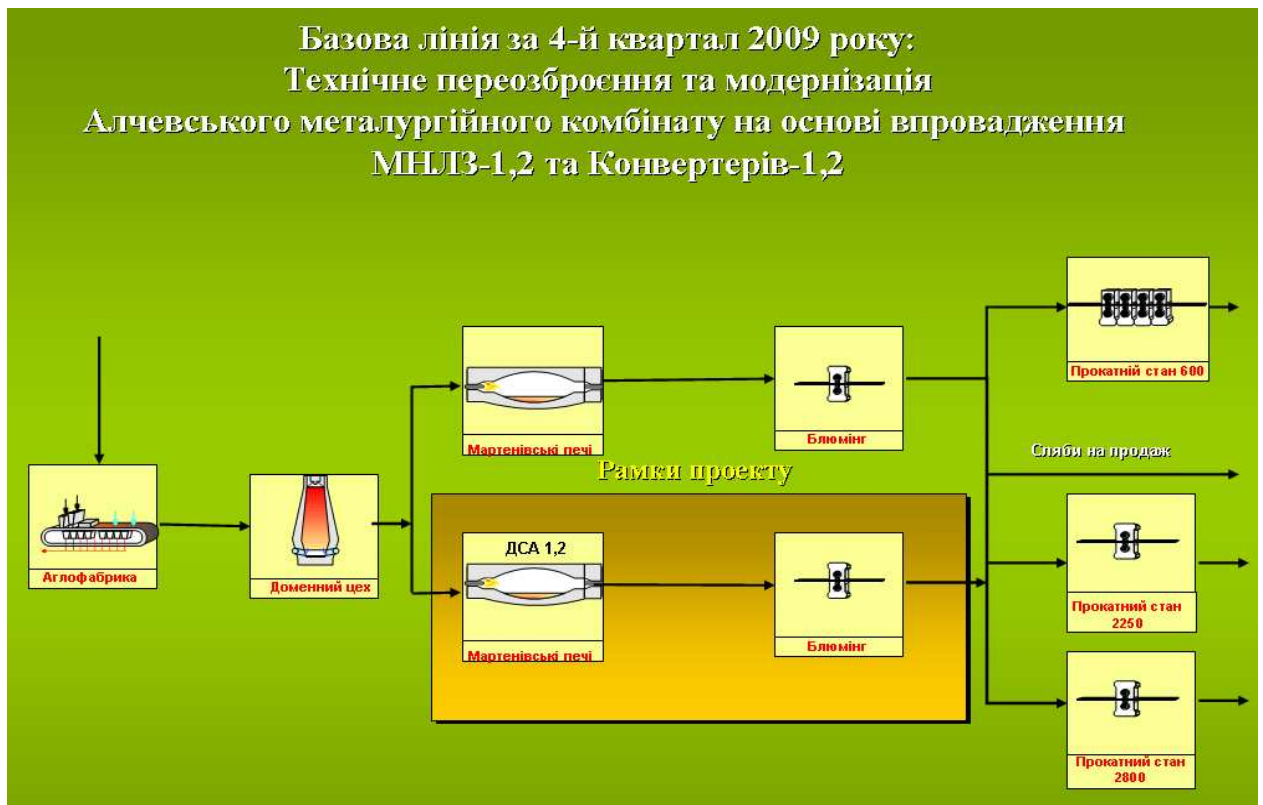 Базова лінія за 4-й квартал 2009 року:
Технічне переозброєння та модернізація
Алчевського металургійного комбінату на основі впровадження
МНЛЗ-1,2 та Конвертерів-1,2
Прокатній стан 600
Мартенівські печі
Блюмінг
Сляби на продаж
Рамки проекту
ДСА 1,2
Аглофабрика
Доменний цех
Прокатний стан
2250
Мартенівські печі
Блюмінг
Прокатний стан
2800